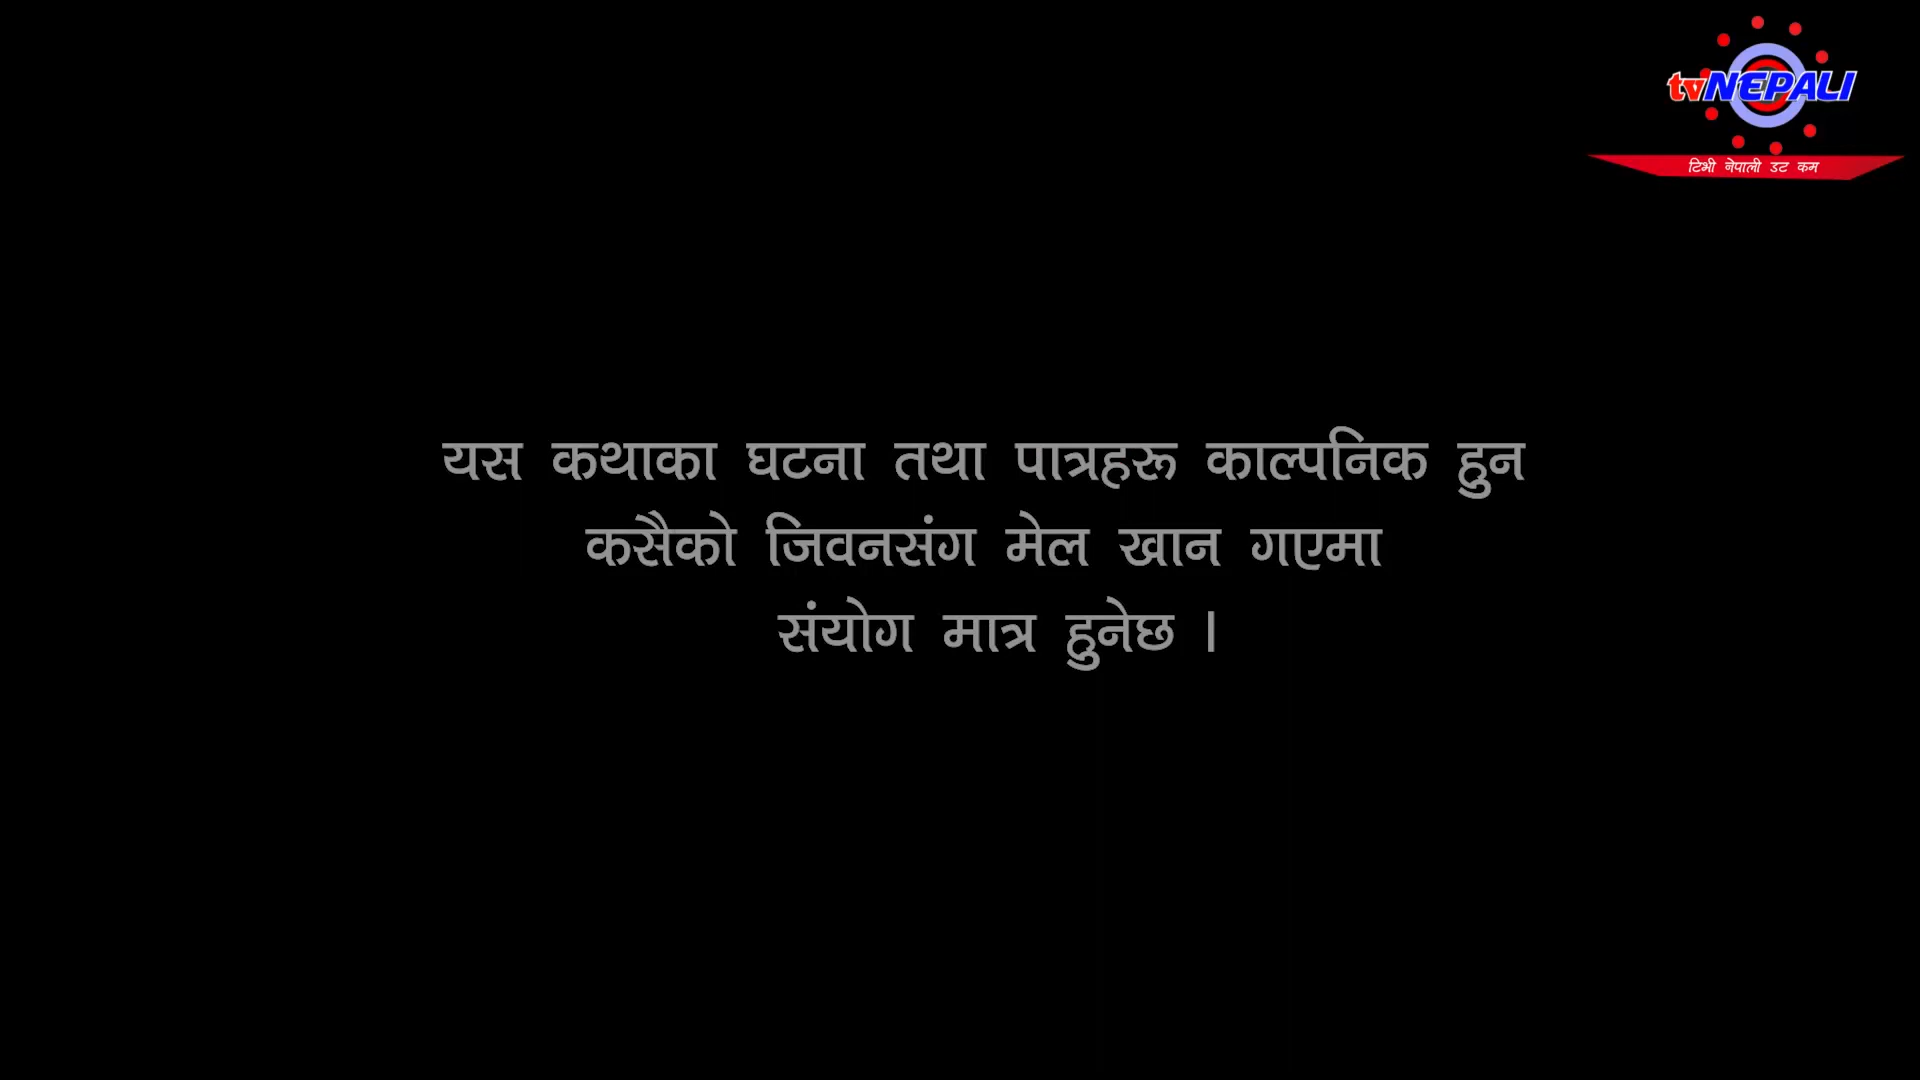 tvNEPALI
टिभी नेपाली डट कम
यस कथाका घटना तथा पात्रहरू काल्पनिक हुन
कसैको जिवनसंग मेल खान गएमा
संयोग मात्र हुनेछ ।